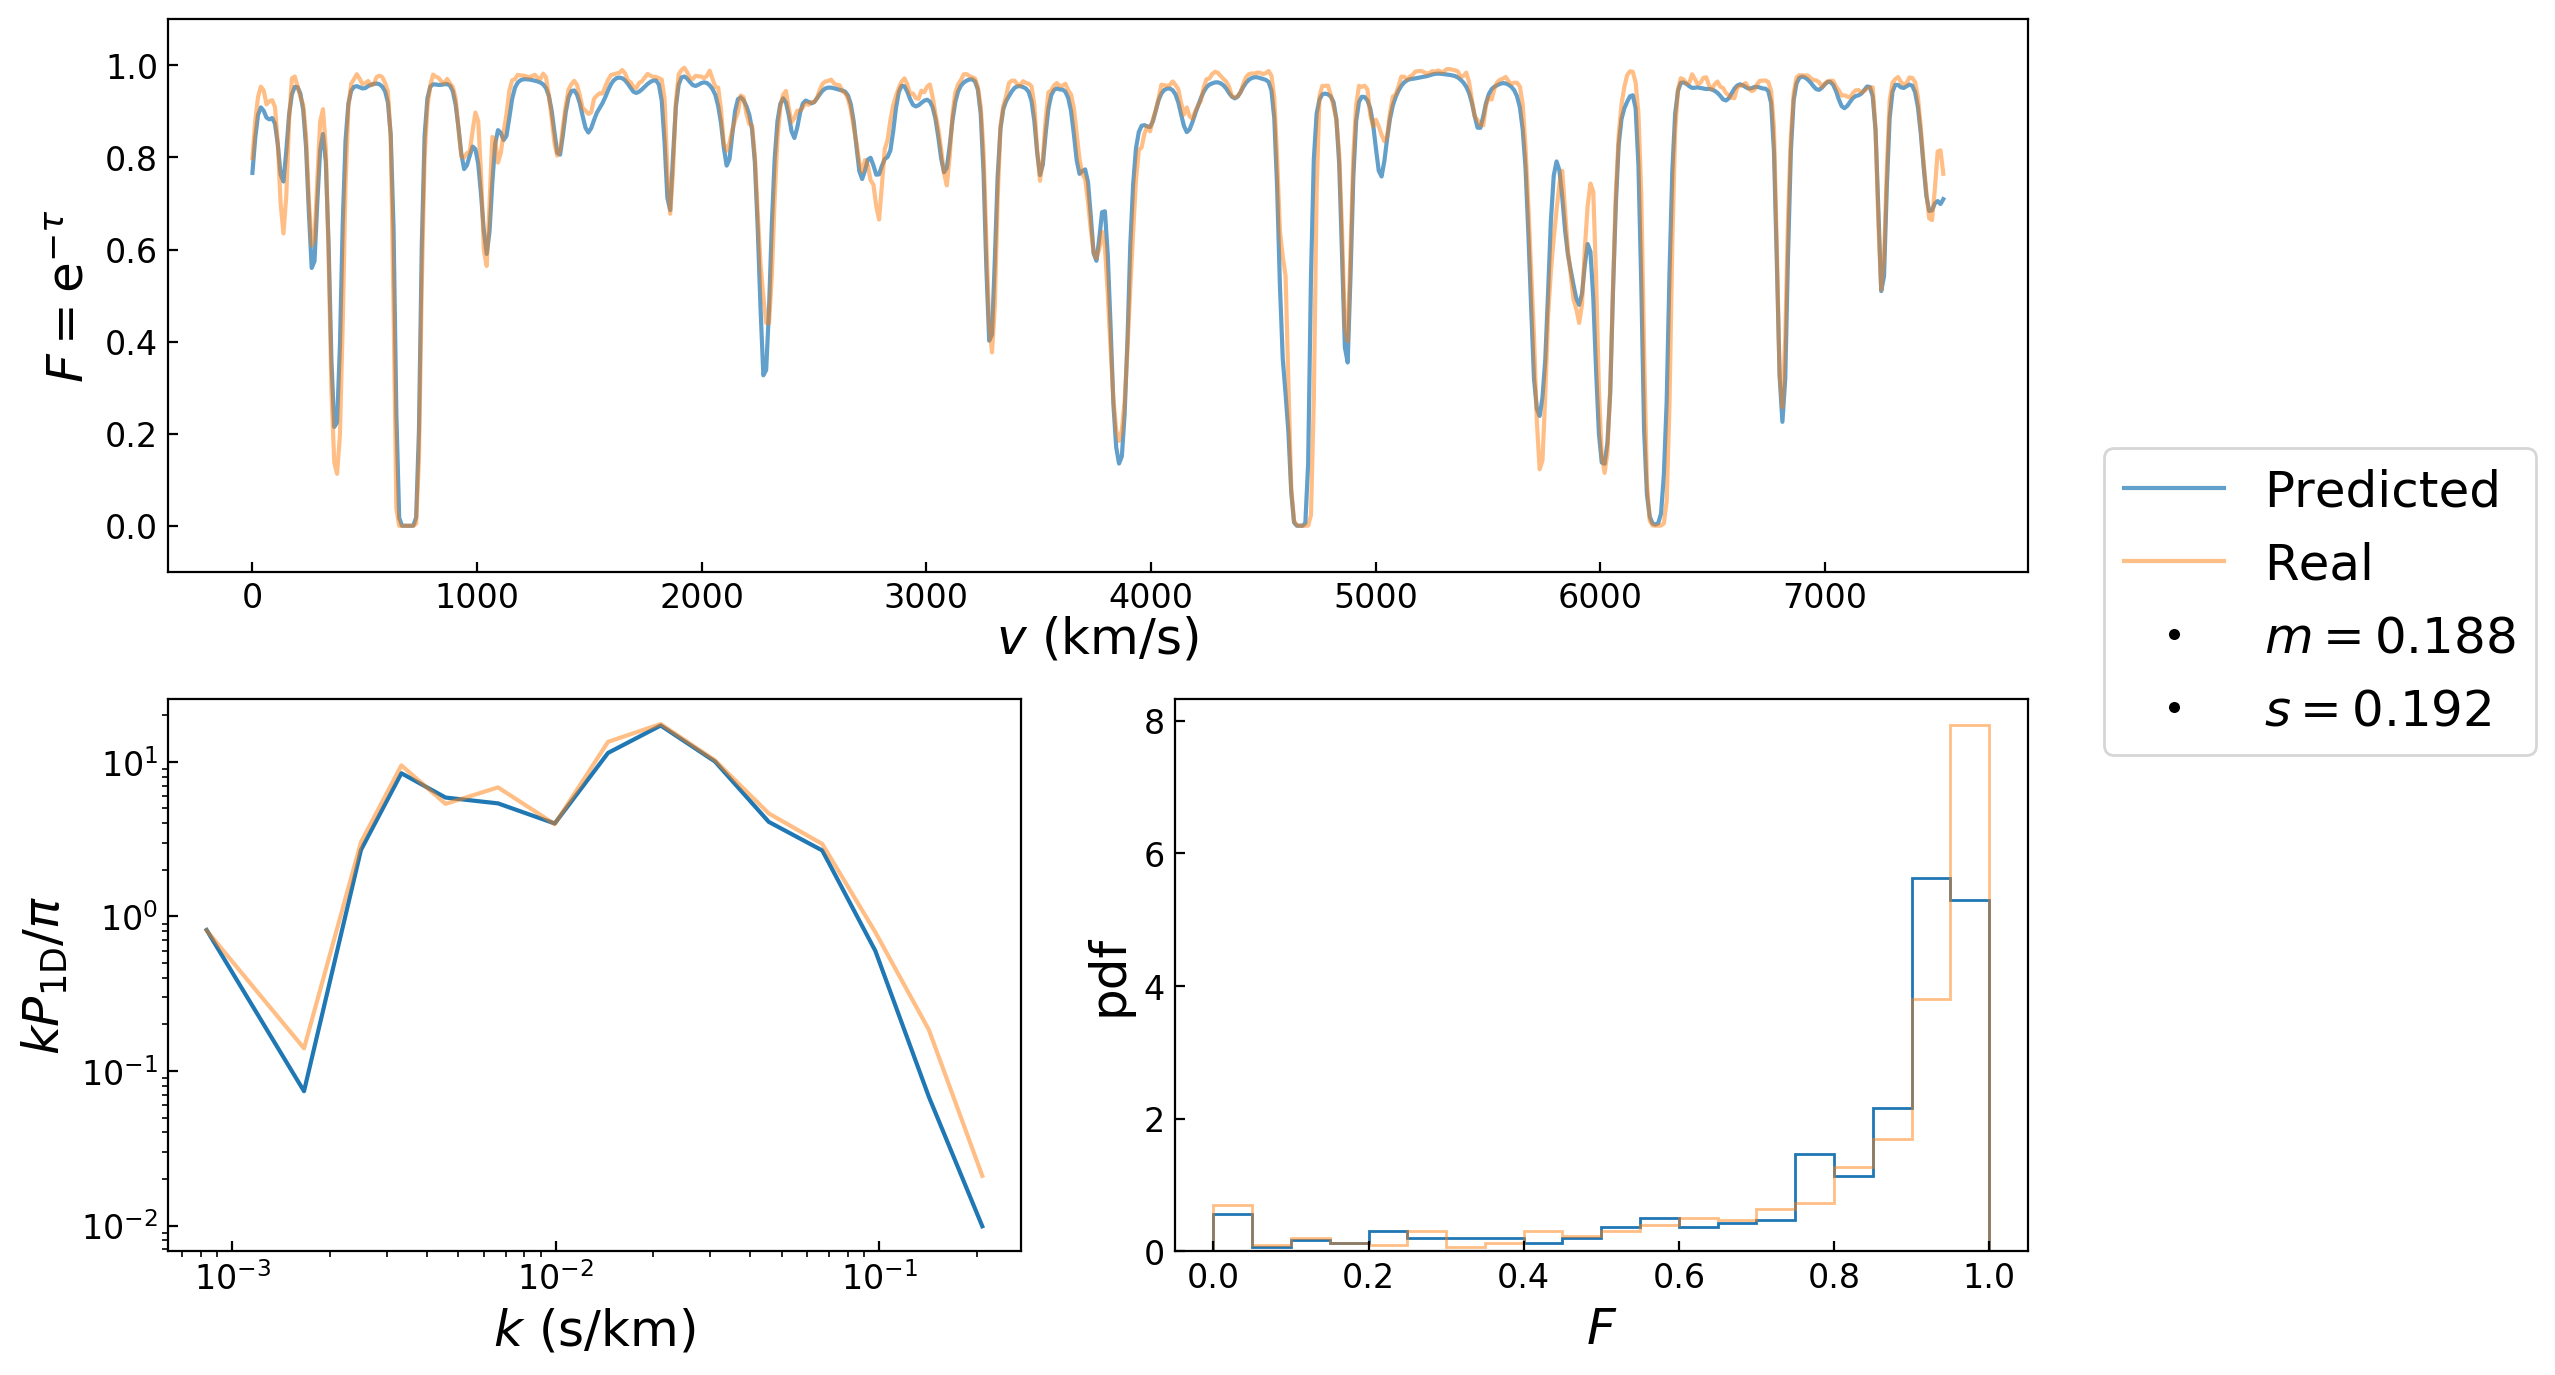 1.0
0.8
0.6
0.4
0.2
0.0
F = e^{-τ}
0 1000 2000 3000 4000 5000 6000 7000
v (km/s)
Predicted
Real
m = 0.188
s = 0.192
10^1
10^0
10^{-1}
10^{-2}
kP_{1D}/π
10^{-3} 10^{-2} 10^{-1}
k (s/km)
8
6
4
2
0
pdf
0.0 0.2 0.4 0.6 0.8 1.0
F